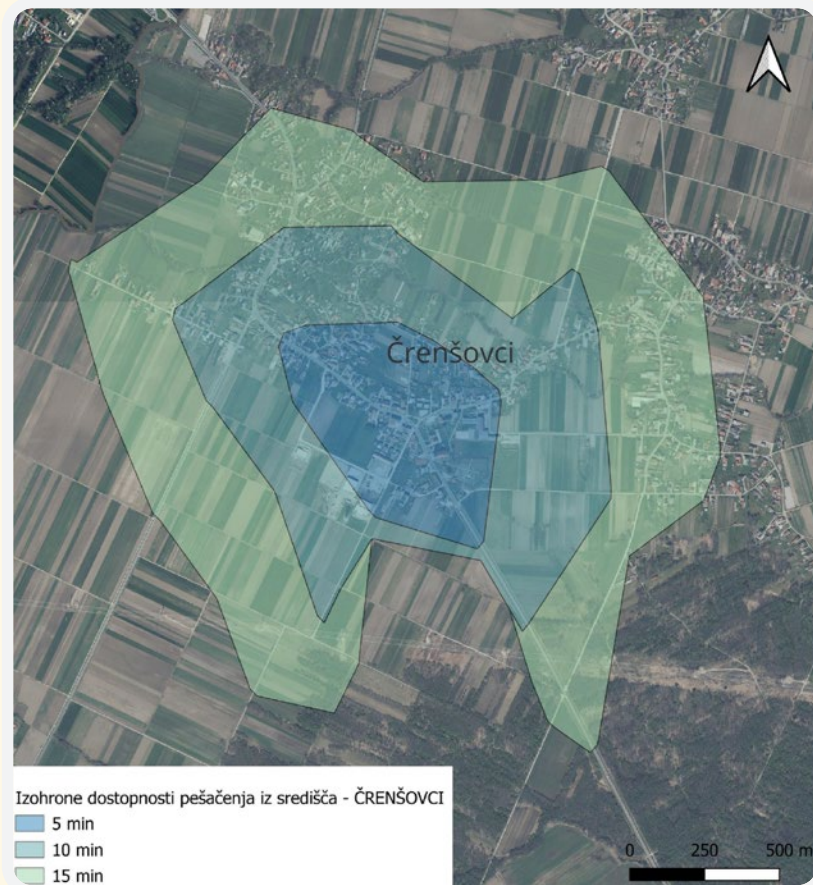 Črenšovci
Izohrone dostopnosti pešačenja iz središča - ČRENŠOVCI
5 min
10 min
15 min
0 250 500 m